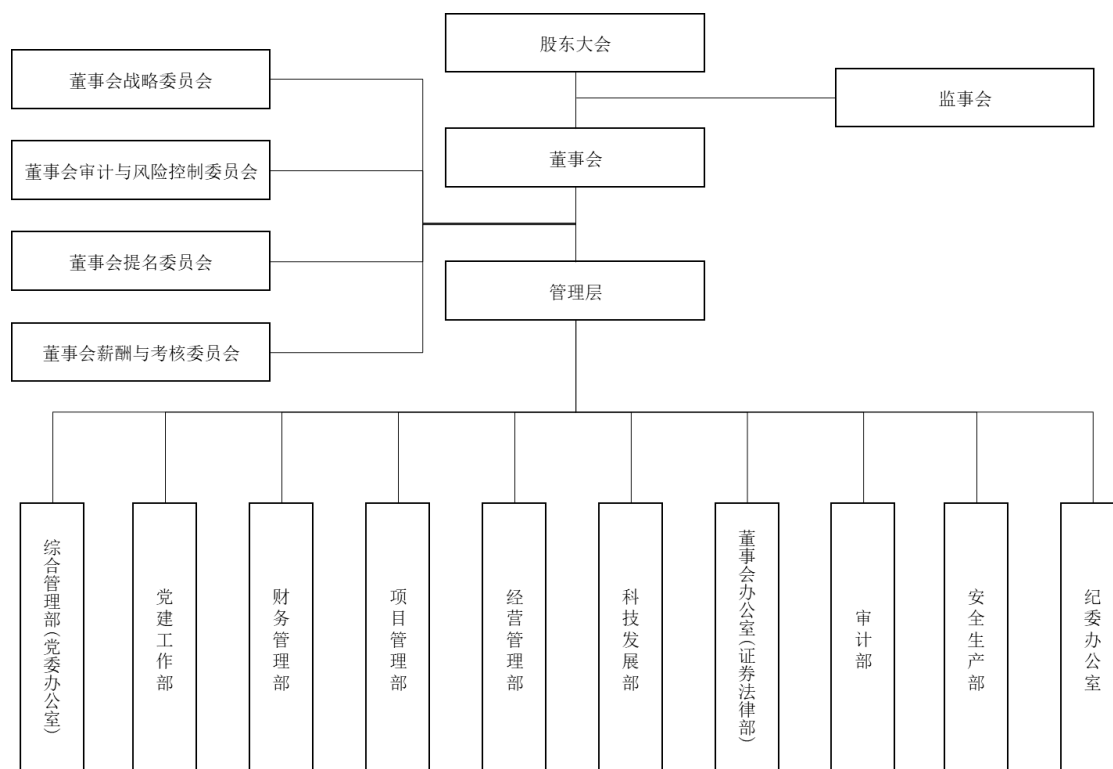 股东大会
董事会战略委员会
监事会
董事会
董事会审计与风险控制委员会
董事会提名委员会
管理层
董事会薪酬与考核委员会
综合管理部(党委办公室)
党建工作部
财务管理部
项目管理部
经营管理部
科技发展部
董事会办公室(证券法律部)
审计部
安全生产部
纪委办公室